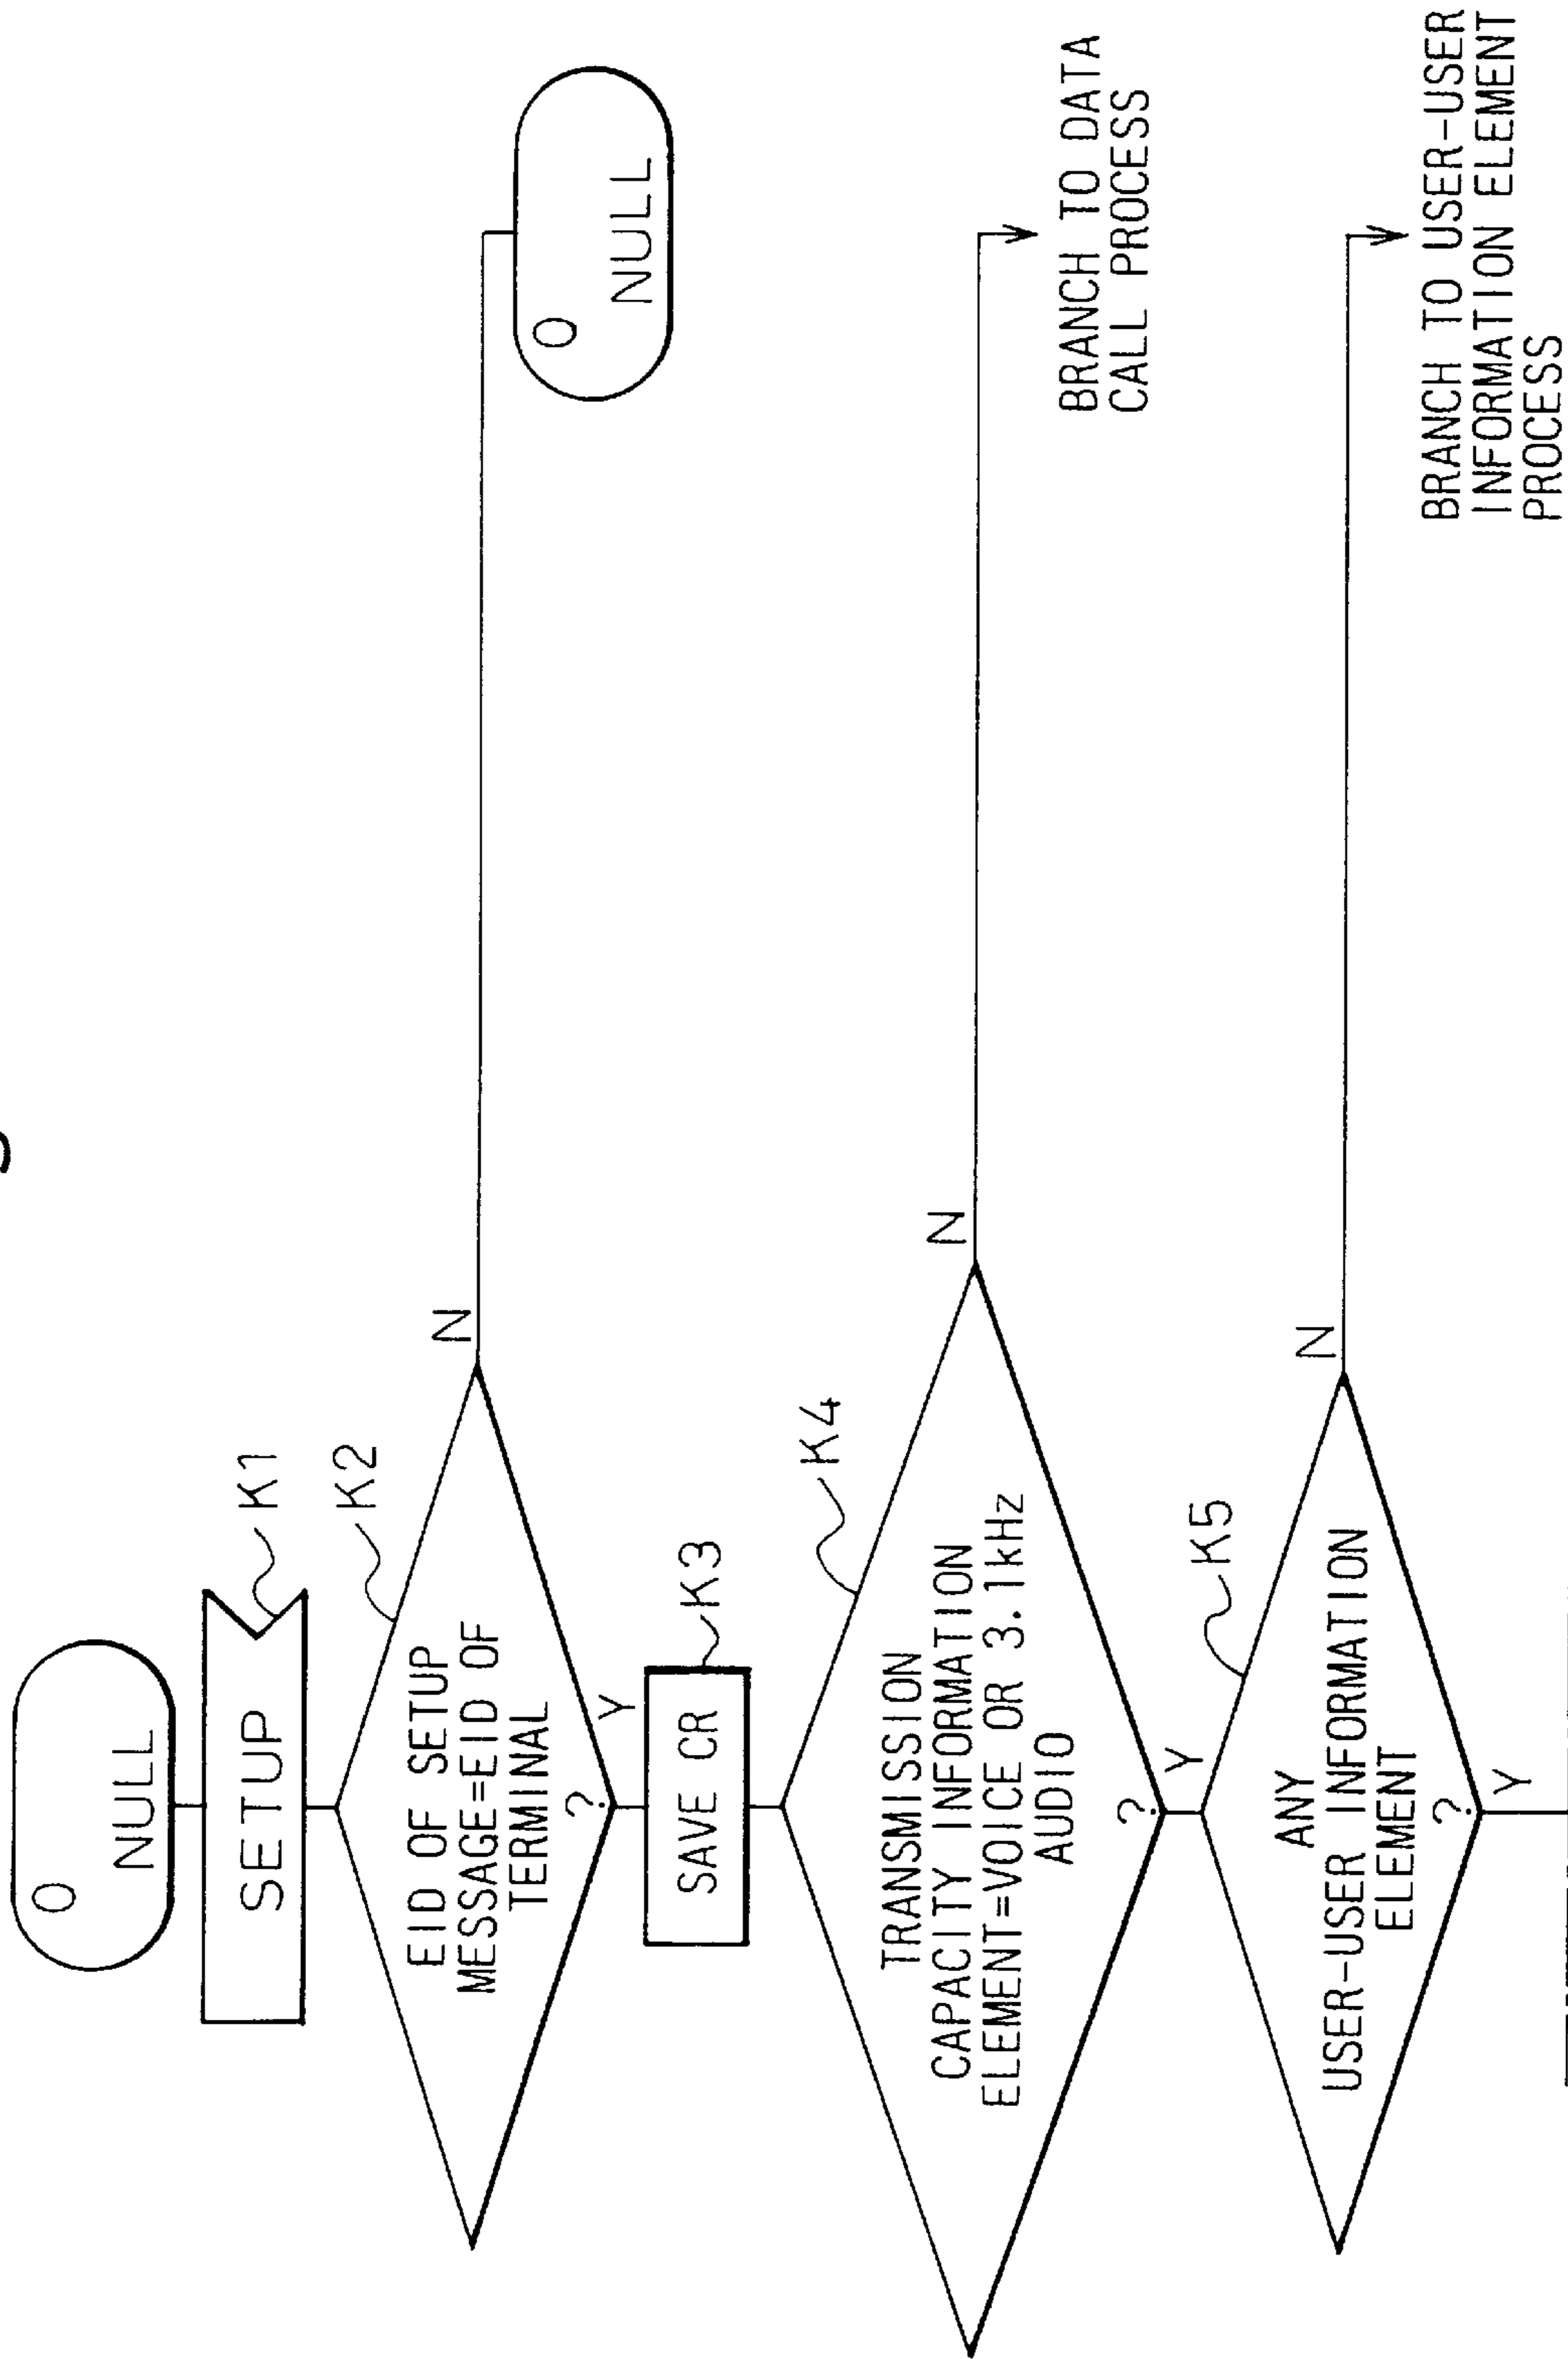 0
NULL
SETUP
K1
K2
EID OF SETUP
MESSAGE=EID OF
TERMINAL
?
N
0
NULL
Y
SAVE CR
K3
K4
TRANSMISSION
CAPACITY INFORMATION
ELEMENT=VOICE OR 3.1kHz
AUDIO
?
N
BRANCH TO DATA
CALL PROCESS
Y
K5
ANY
USER-USER INFORMATION
ELEMENT
?
N
BRANCH TO USER-USER
INFORMATION ELEMENT
PROCESS
Y